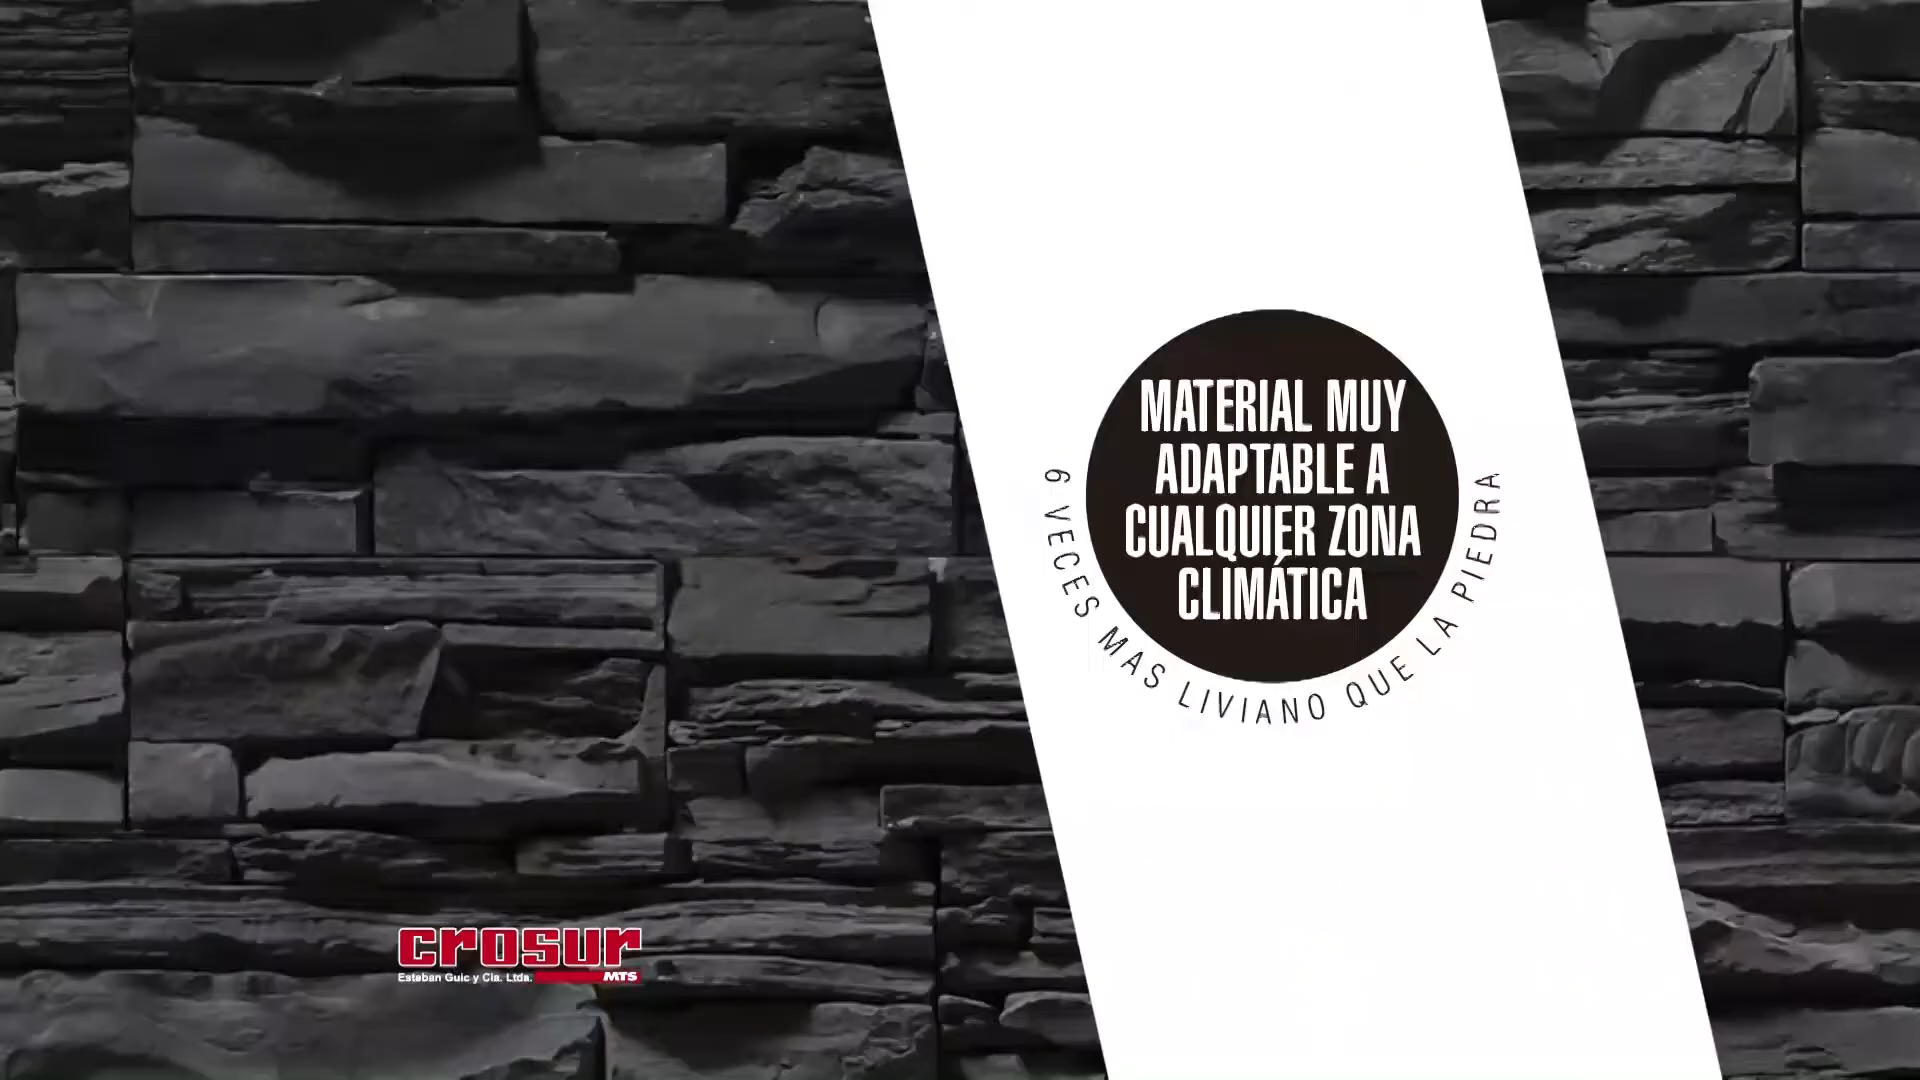 MATERIAL MUY
ADAPTABLE A
CUALQUIER ZONA
CLIMÁTICA
6 VECES MAS LIVIANO QUE LA PIEDRA
crosur
Esteban Guic y Cia. Ltda. MTS